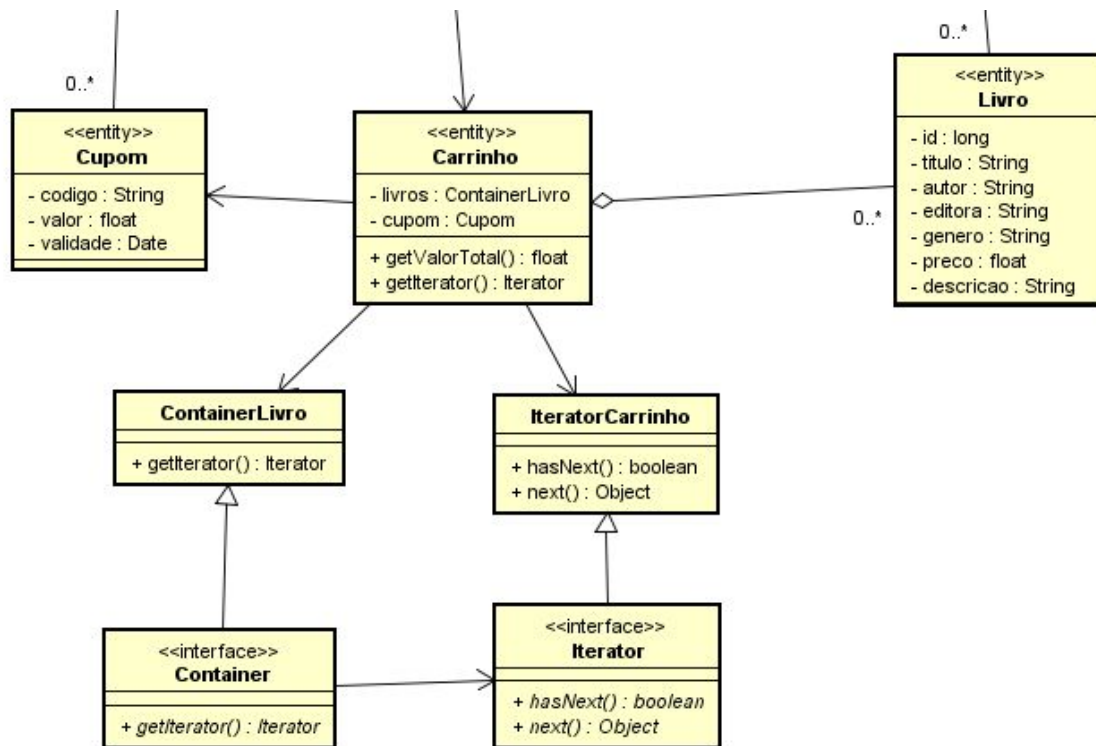 0..*
0..*
<<entity>>
Cupom
- codigo : String
- valor : float
- validade : Date
<<entity>>
Carrinho
- livros : ContainerLivro
- cupom : Cupom
+ getValorTotal() : float
+ getIterator() : Iterator
0..*
<<entity>>
Livro
- id : long
- titulo : String
- autor : String
- editora : String
- genero : String
- preco : float
- descricao : String
ContainerLivro
+ getIterator() : Iterator
IteratorCarrinho
+ hasNext() : boolean
+ next() : Object
<<interface>>
Container
+ getIterator() : Iterator
<<interface>>
Iterator
+ hasNext() : boolean
+ next() : Object